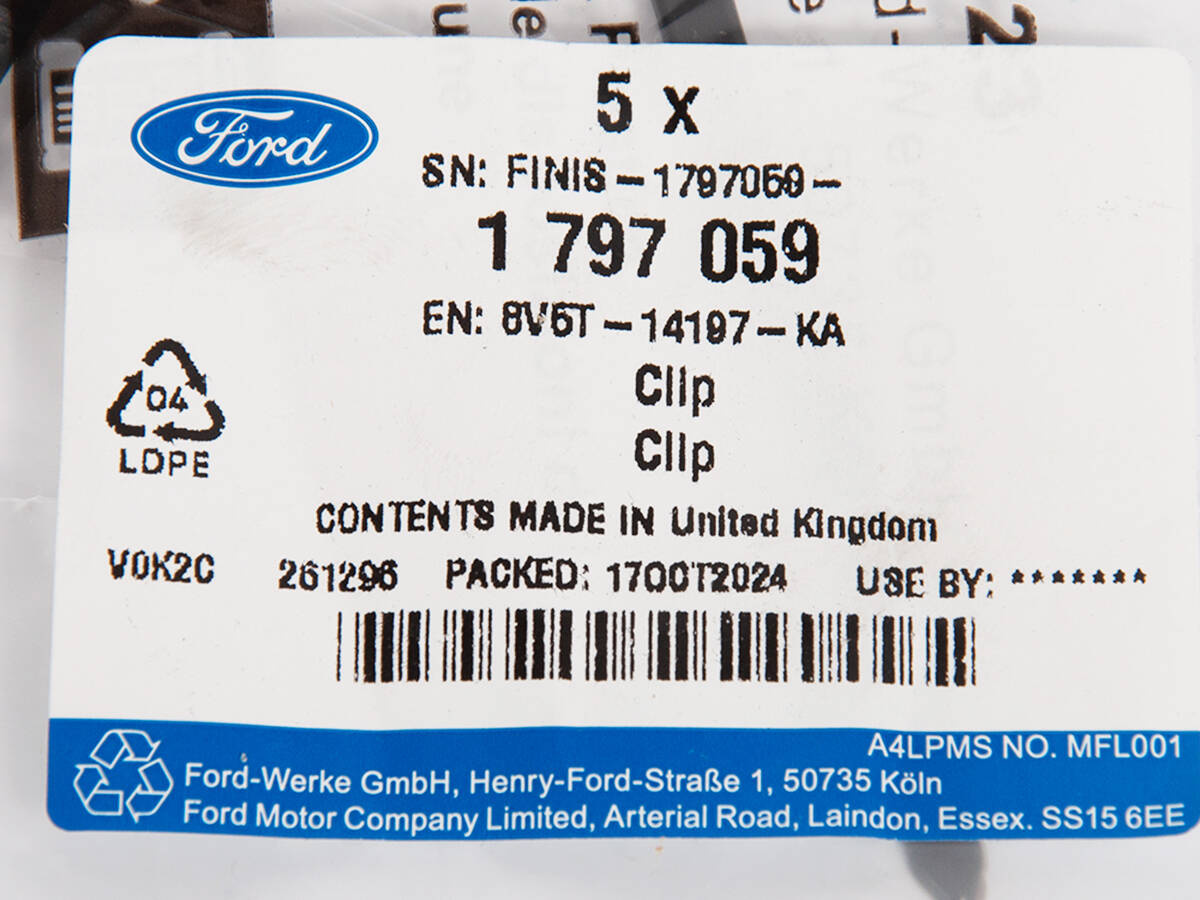 Ford
5 x
SN: FINIS-1797059-
1 797 059
EN: 8V5T-14197-KA
Clip
Clip
04
LDPE
CONTENTS MADE IN United Kingdom
V0K2C 261296 PACKED: 17OCT2024 USE BY: *******
A4LPMS NO. MFL001
Ford-Werke GmbH, Henry-Ford-Straße 1, 50735 Köln
Ford Motor Company Limited, Arterial Road, Laindon, Essex. SS15 6EE